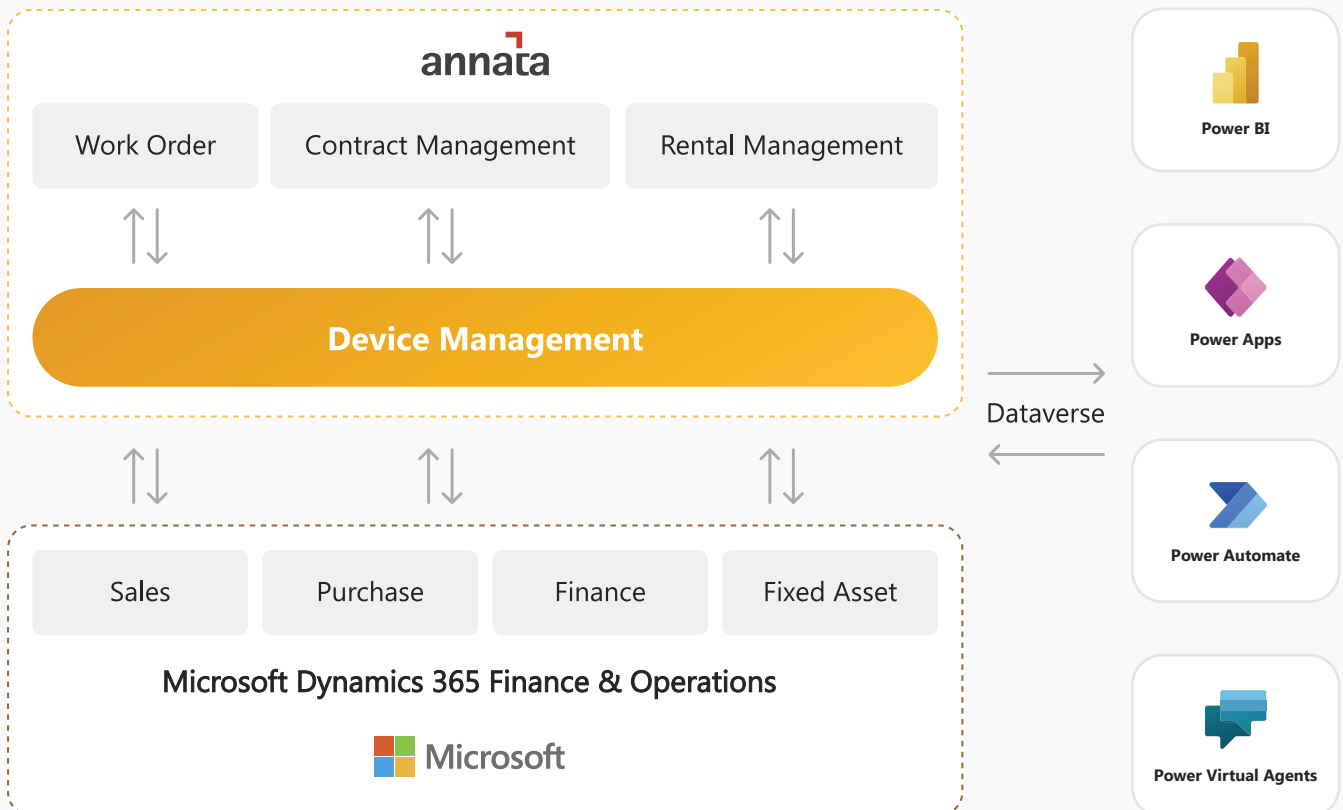 annata
Work Order
Contract Management
Rental Management
Device Management
Dataverse
Sales
Purchase
Finance
Fixed Asset
Microsoft Dynamics 365 Finance & Operations
Microsoft
Power BI
Power Apps
Power Automate
Power Virtual Agents